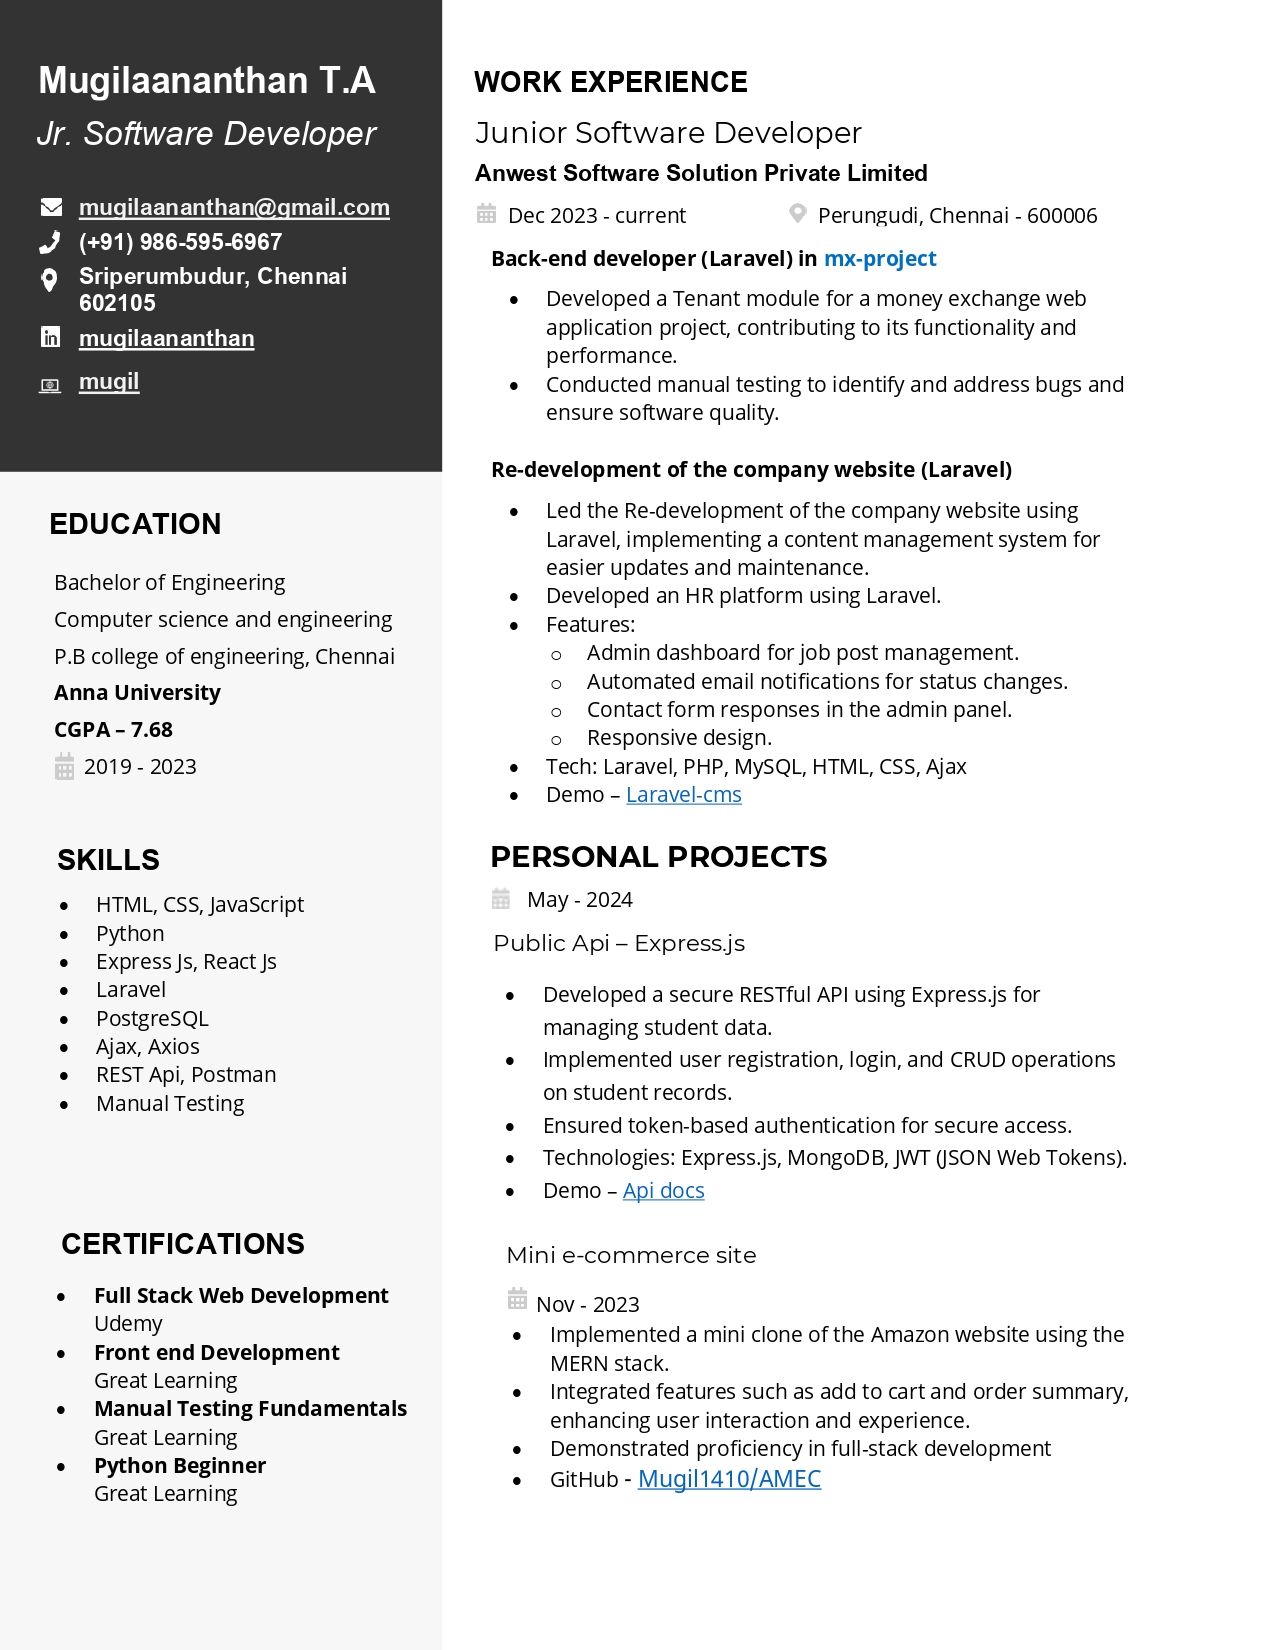 Mugilaananthan T.A
Jr. Software Developer
mugilaananthan@gmail.com
(+91) 986-595-6967
Sriperumbudur, Chennai
602105
mugilaananthan
mugil
EDUCATION
Bachelor of Engineering
Computer science and engineering
P.B college of engineering, Chennai
Anna University
CGPA – 7.68
2019 - 2023
SKILLS
• HTML, CSS, JavaScript
• Python
• Express Js, React Js
• Laravel
• PostgreSQL
• Ajax, Axios
• REST Api, Postman
• Manual Testing
CERTIFICATIONS
• Full Stack Web Development
Udemy
• Front end Development
Great Learning
• Manual Testing Fundamentals
Great Learning
• Python Beginner
Great Learning
WORK EXPERIENCE
Junior Software Developer
Anwest Software Solution Private Limited
Dec 2023 - current Perungudi, Chennai - 600006
Back-end developer (Laravel) in mx-project
• Developed a Tenant module for a money exchange web
application project, contributing to its functionality and
performance.
• Conducted manual testing to identify and address bugs and
ensure software quality.
Re-development of the company website (Laravel)
• Led the Re-development of the company website using
Laravel, implementing a content management system for
easier updates and maintenance.
• Developed an HR platform using Laravel.
• Features:
o Admin dashboard for job post management.
o Automated email notifications for status changes.
o Contact form responses in the admin panel.
o Responsive design.
• Tech: Laravel, PHP, MySQL, HTML, CSS, Ajax
• Demo – Laravel-cms
PERSONAL PROJECTS
May - 2024
Public Api – Express.js
• Developed a secure RESTful API using Express.js for
managing student data.
• Implemented user registration, login, and CRUD operations
on student records.
• Ensured token-based authentication for secure access.
• Technologies: Express.js, MongoDB, JWT (JSON Web Tokens).
• Demo – Api docs
Mini e-commerce site
Nov - 2023
• Implemented a mini clone of the Amazon website using the
MERN stack.
• Integrated features such as add to cart and order summary,
enhancing user interaction and experience.
• Demonstrated proficiency in full-stack development
• GitHub - Mugil1410/AMEC